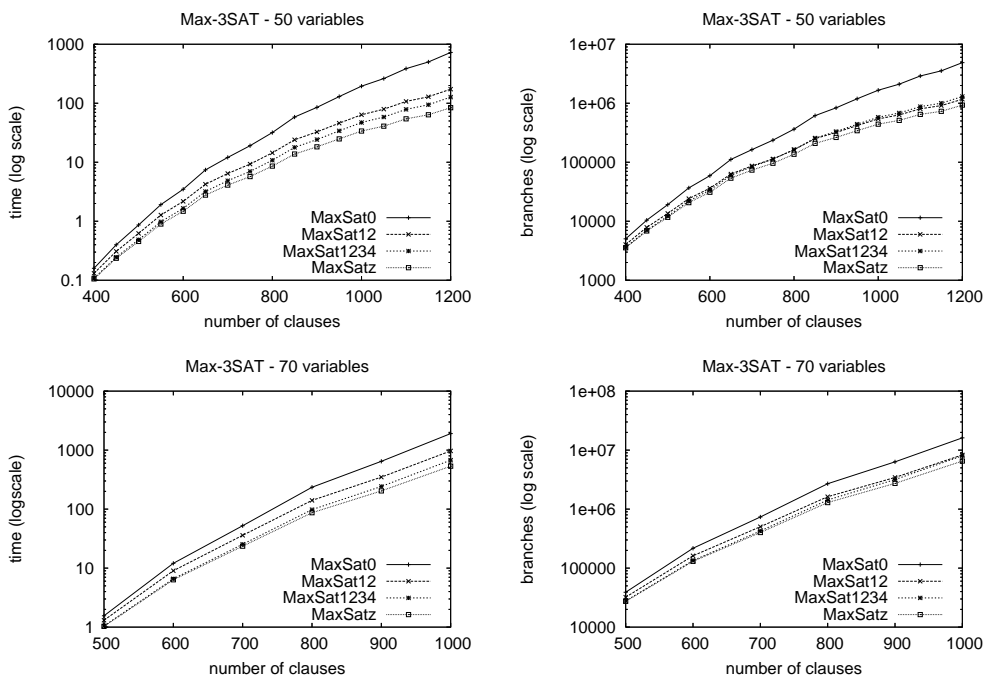 Max-3SAT - 50 variables
time (log scale)
1000
100
10
1
0.1
MaxSat0
MaxSat12
MaxSat1234
MaxSatz
400 600 800 1000 1200
number of clauses
Max-3SAT - 50 variables
branches (log scale)
1e+07
1e+06
100000
10000
1000
MaxSat0
MaxSat12
MaxSat1234
MaxSatz
400 500 600 700 800 900 1000 1100 1200
number of clauses
Max-3SAT - 70 variables
time (logscale)
10000
1000
100
10
1
MaxSat0
MaxSat12
MaxSat1234
MaxSatz
500 600 700 800 900 1000
number of clauses
Max-3SAT - 70 variables
branches (log scale)
1e+08
1e+07
1e+06
100000
10000
MaxSat0
MaxSat12
MaxSat1234
MaxSatz
500 600 700 800 900 1000
number of clauses